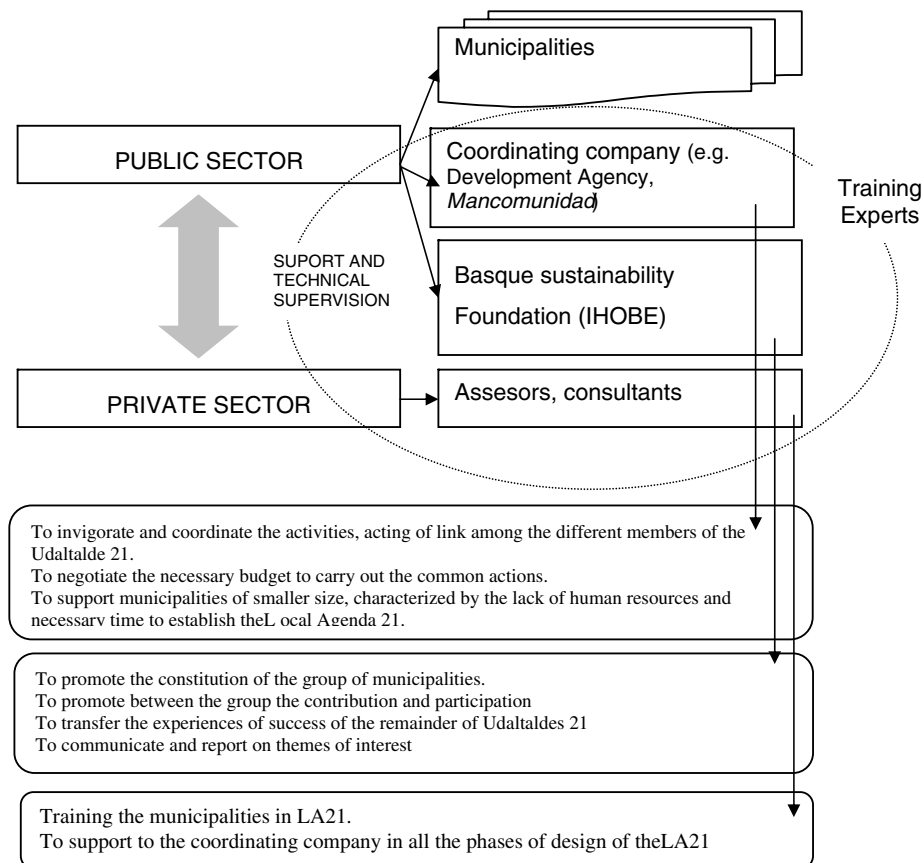 Municipalities
PUBLIC SECTOR
Coordinating company (e.g.
Development Agency,
Mancomunidad)
Training
Experts
SUPORT AND
TECHNICAL
SUPERVISION
Basque sustainability
Foundation (IHOBE)
PRIVATE SECTOR
Assesors, consultants
To invigorate and coordinate the activities, acting of link among the different members of the
Udaltalde 21.
To negotiate the necessary budget to carry out the common actions.
To support municipalities of smaller size, characterized by the lack of human resources and
necessary time to establish theL ocal Agenda 21.
To promote the constitution of the group of municipalities.
To promote between the group the contribution and participation
To transfer the experiences of success of the remainder of Udaltaldes 21
To communicate and report on themes of interest
Training the municipalities in LA21.
To support to the coordinating company in all the phases of design of theLA21